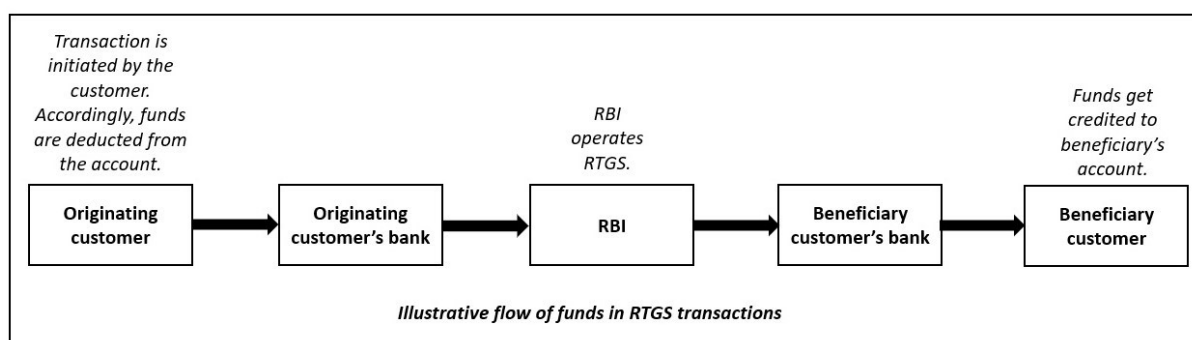 Transaction is
initiated by the
customer.
Accordingly, funds
are deducted from
the account.
RBI
operates
RTGS.
Funds get
credited to
beneficiary’s
account.
Originating
customer
Originating
customer’s bank
RBI
Beneficiary
customer’s bank
Beneficiary
customer
Illustrative flow of funds in RTGS transactions